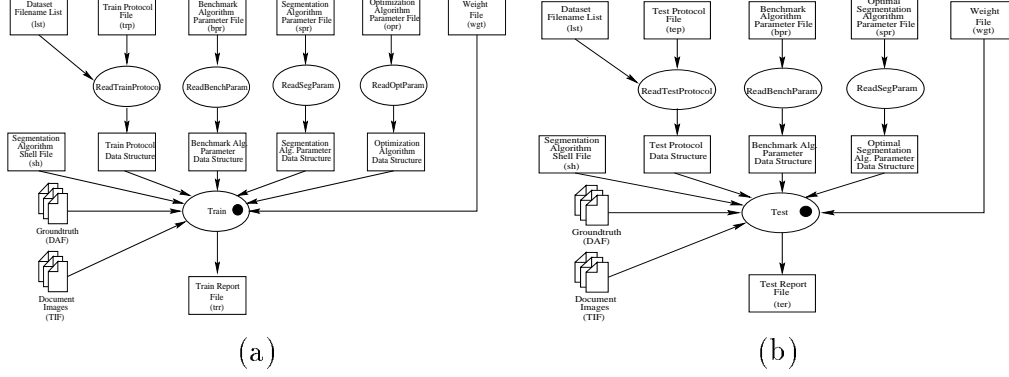 Dataset
Filename List
(lst)
Train Protocol
File
(trp)
Benchmark
Algorithm
Parameter File
(bpr)
Segmentation
Algorithm
Parameter File
(spr)
Optimization
Algorithm
Parameter File
(opr)
Weight
File
(wgt)
ReadTrainProtocol
ReadBenchParam
ReadSegParam
ReadOptParam
Segmentation
Algorithm
Shell File
(sh)
Train Protocol
Data Structure
Benchmark Alg.
Parameter
Data Structure
Segmentation
Alg. Parameter
Data Structure
Optimization
Algorithm
Data Structure
Train
Groundtruth
(DAF)
Document
Images
(TIF)
Train Report
File
(trr)
(a)
Dataset
Filename List
(lst)
Test Protocol
File
(tep)
Benchmark
Algorithm
Parameter File
(bpr)
Optimal
Segmentation
Algorithm
Parameter File
(spr)
Weight
File
(wgt)
ReadTestProtocol
ReadBenchParam
ReadSegParam
Segmentation
Algorithm
Shell File
(sh)
Test Protocol
Data Structure
Benchmark Alg.
Parameter
Data Structure
Optimal
Segmentation
Alg. Parameter
Data Structure
Test
Groundtruth
(DAF)
Document
Images
(TIF)
Test Report
File
(ter)
(b)